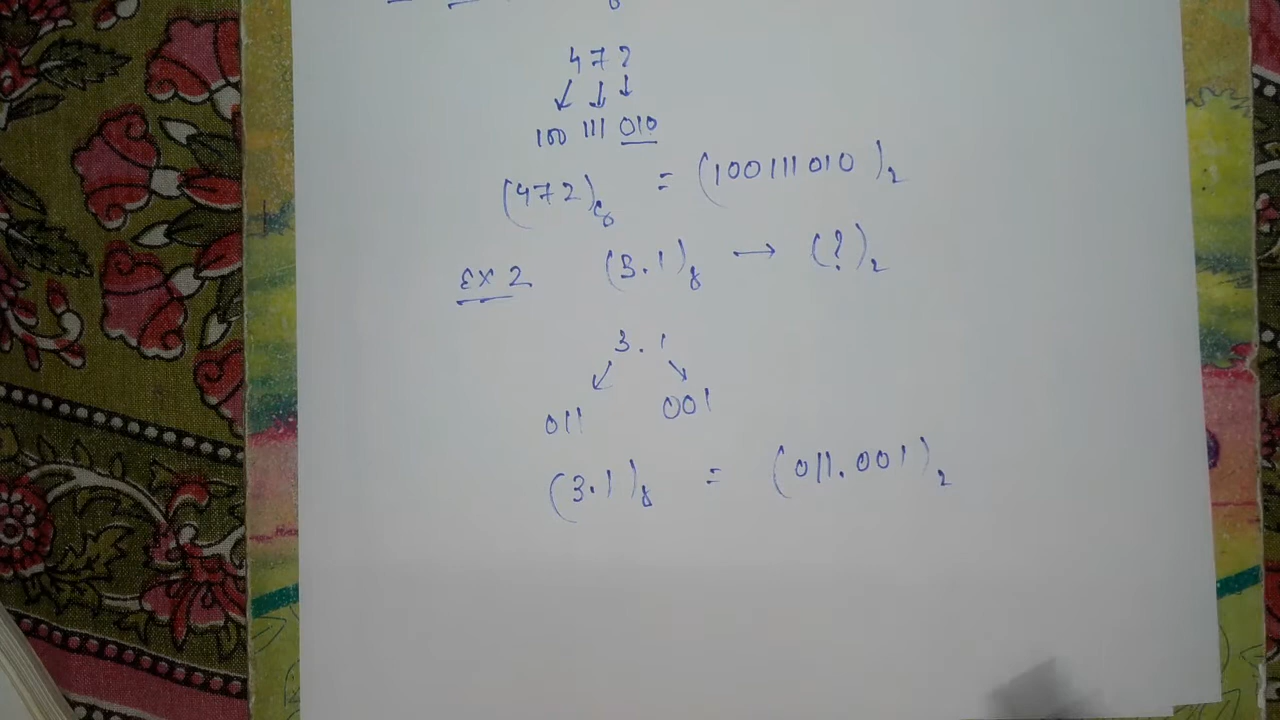 4 7 2
↓ ↓ ↓
100 111 010
(472)8 = (100111010)2
Ex 2 (3.1)8 → (?)2
3.1
011 001
(3.1)8 = (011.001)2